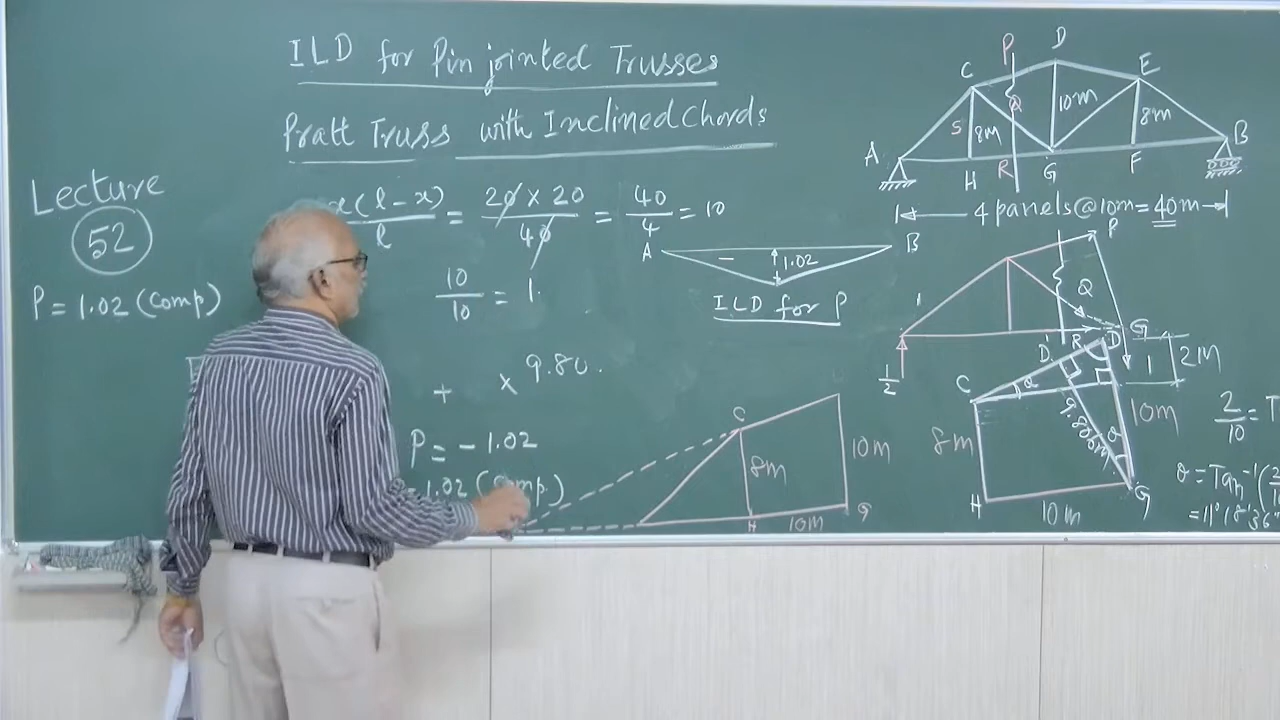 ILD for Pin jointed Trusses
Pratt Truss with Inclined Chords
Lecture
52
P = 1.02 (Comp)
x(l - x) / l = 20 × 20 / 40 = 40 / 4 = 10
10 / 10 = 1.
+ × 9.80.
P = - 1.02
1.02 (Comp.)
A B
- 1.02
ILD for P
C
8m
10m
H 10m G
P D
C E
Q 10m
S 8m 8m
A B
H R G F
4 panels @ 10m = 40m
P
Q
G
R
1/2
D' D
1 2m
C α
10m
8m 9.806m θ
H G
10m
2/10 = T
θ = Tan⁻¹(2/1
= 11° 18' 36"